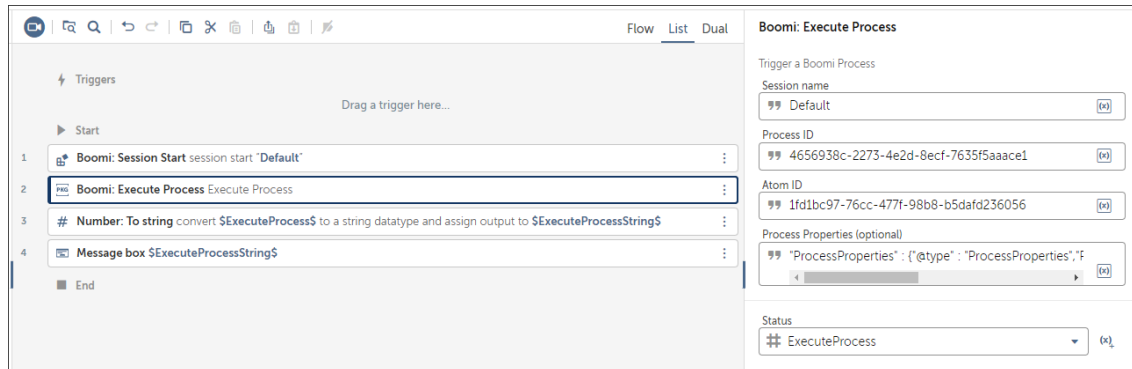 Flow List Dual
Triggers
Drag a trigger here...
Start
1 Boomi: Session Start session start "Default"
2 PKG Boomi: Execute Process Execute Process
3 # Number: To string convert $ExecuteProcess$ to a string datatype and assign output to $ExecuteProcessString$
4 Message box $ExecuteProcessString$
End
Boomi: Execute Process
Trigger a Boomi Process
Session name
Default (x)
Process ID
4656938c-2273-4e2d-8ecf-7635f5aaace1 (x)
Atom ID
1fd1bc97-76cc-477f-98b8-b5dafd236056 (x)
Process Properties (optional)
"ProcessProperties" : {"@type" : "ProcessProperties","P
(x)
Status
# ExecuteProcess (x)+